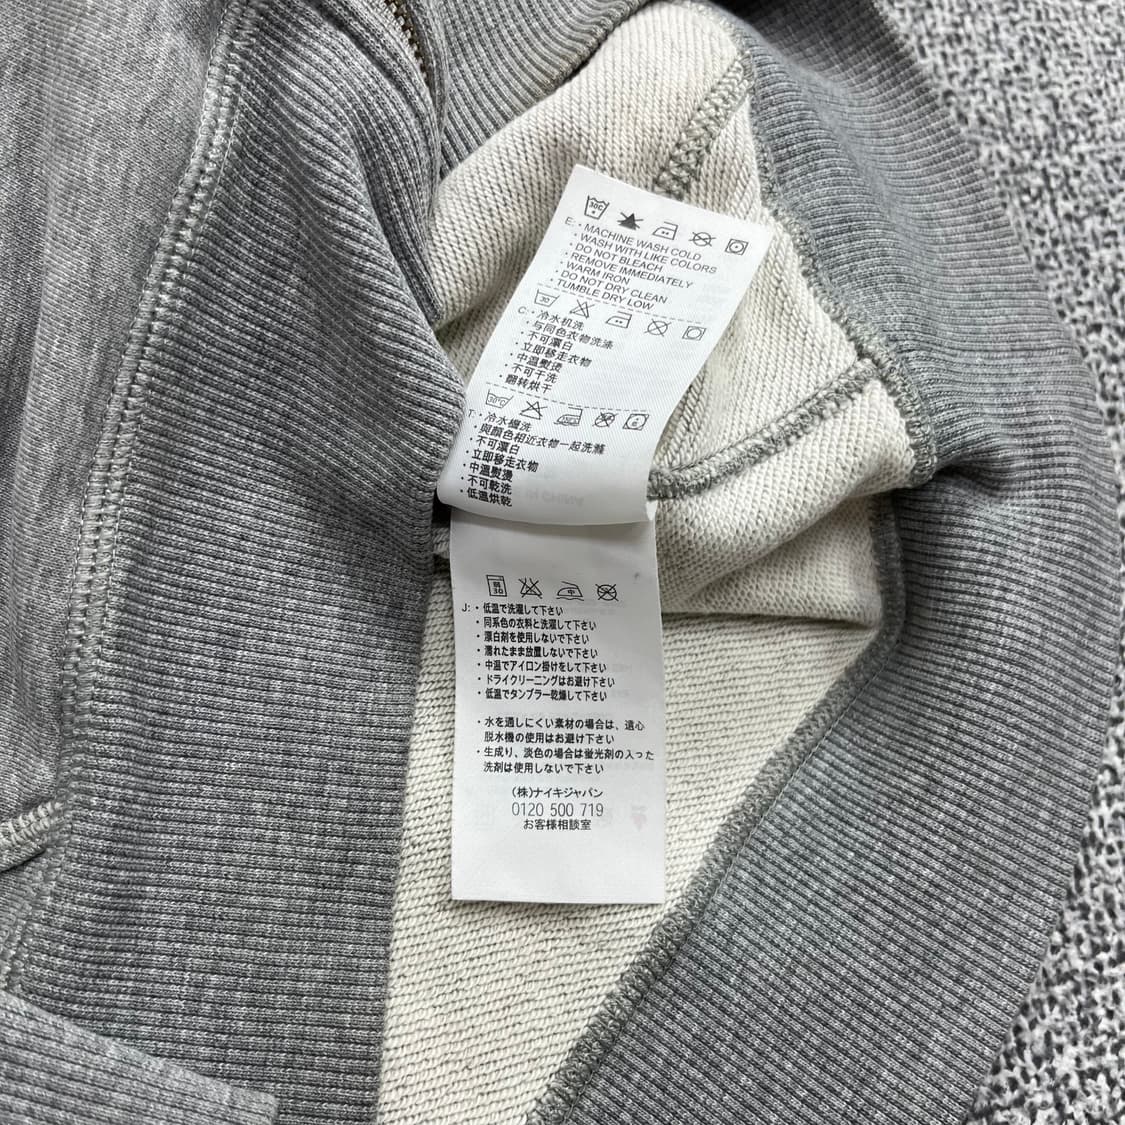 30C
E: • MACHINE WASH COLD
• WASH WITH LIKE COLORS
• DO NOT BLEACH
• REMOVE IMMEDIATELY
• WARM IRON
• DO NOT DRY CLEAN
• TUMBLE DRY LOW
30
C: • 冷水机洗
• 与同色衣物洗涤
• 不可漂白
• 立即移走衣物
• 中温熨烫
• 不可干洗
• 翻转烘干
30°C
T: • 冷水機洗
• 與顏色相近衣物一起洗滌
• 不可漂白
• 立即移走衣物
• 中溫熨燙
• 不可乾洗
• 低溫烘乾
弱 30 中
J: • 低温で洗濯して下さい
• 同系色の衣料と洗濯して下さい
• 漂白剤を使用しないで下さい
• 濡れたまま放置しないで下さい
• 中温でアイロン掛けをして下さい
• ドライクリーニングはお避け下さい
• 低温でタンブラー乾燥して下さい
• 水を通しにくい素材の場合は、遠心
脱水機の使用はお避け下さい
• 生成り、淡色の場合は蛍光剤の入った
洗剤は使用しないで下さい
(株)ナイキジャパン
0120 500 719
お客様相談室